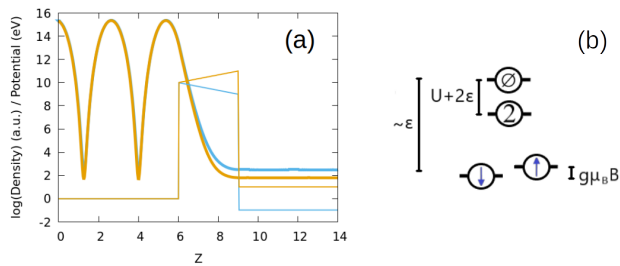 (a)
log(Density) (a.u.) / Potential (eV)
16
14
12
10
8
6
4
2
0
-2
0 2 4 6 8 10 12 14
Z
(b)
∅
U+2ε
2
~ε
↓ ↑
gμ_BB